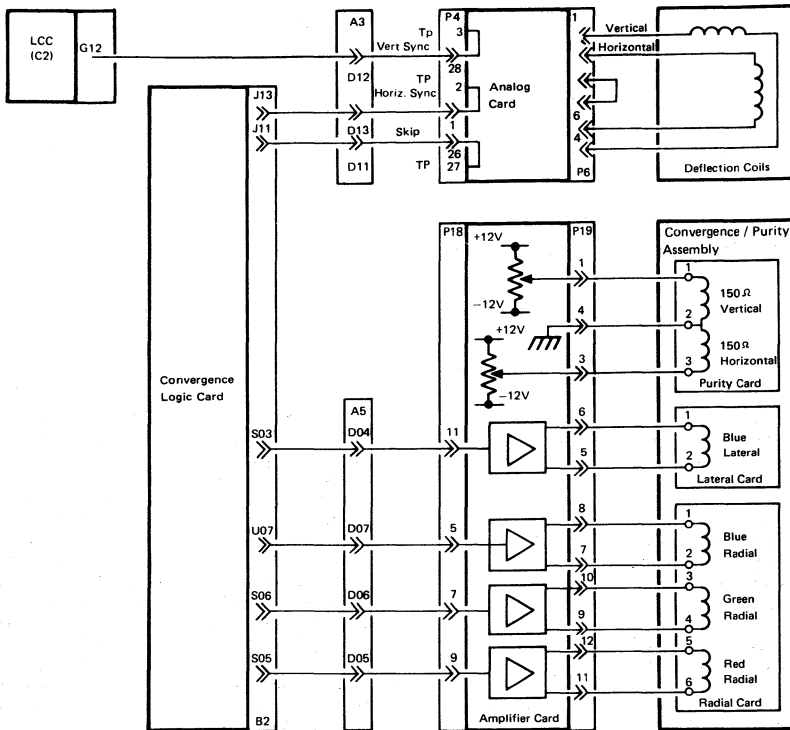 LCC
(C2)
G12
A3
D12
D13
D11
P4
Tp
3
Vert Sync
28
TP
Horiz. Sync
2
Skip
1
26
TP
27
Analog
Card
1
6
4
P6
Vertical
Horizontal
Deflection Coils
J13
J11
Convergence
Logic Card
S03
U07
S06
S05
B2
A5
D04
D07
D06
D05
P18
11
5
7
9
+12V
−12V
+12V
−12V
Amplifier Card
P19
1
4
3
6
5
8
7
10
9
12
11
Convergence / Purity
Assembly
1
150 Ω
Vertical
2
150 Ω
Horizontal
3
Purity Card
1
Blue
Lateral
2
Lateral Card
1
Blue
Radial
2
3
Green
Radial
4
5
Red
Radial
6
Radial Card